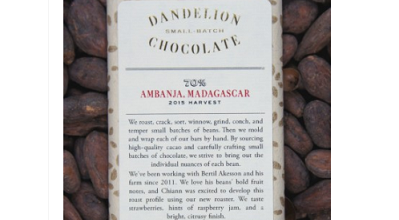 DANDELION
SMALL-BATCH
CHOCOLATE
70%
AMBANJA, MADAGASCAR
2015 HARVEST
We roast, crack, sort, winnow, grind, conch, and
temper small batches of beans. Then we mold
and wrap each of our bars by hand. By sourcing
high-quality cacao and carefully crafting small
batches of chocolate, we strive to bring out the
individual nuances of each bean.
We've been working with Bertil Akesson and his
farm since 2011. We love his beans' bold fruit
notes, and Chiann was excited to develop this
roast profile using our new roaster. We taste
strawberries, hints of raspberry jam, and a
bright, citrus finish.